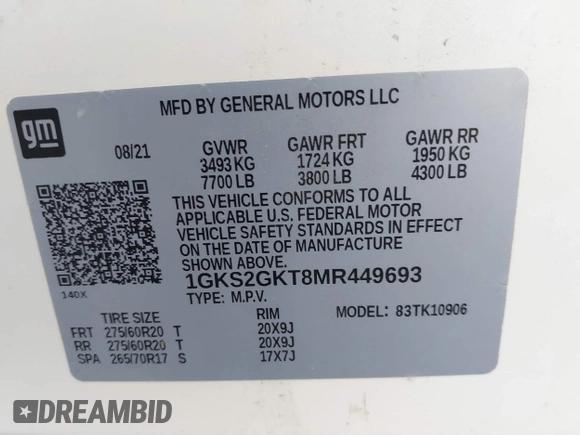 MFD BY GENERAL MOTORS LLC
gm
08/21 GVWR GAWR FRT GAWR RR
3493 KG 1724 KG 1950 KG
7700 LB 3800 LB 4300 LB
THIS VEHICLE CONFORMS TO ALL
APPLICABLE U.S. FEDERAL MOTOR
VEHICLE SAFETY STANDARDS IN EFFECT
ON THE DATE OF MANUFACTURE
SHOWN ABOVE.
1GKS2GKT8MR449693
140X
TYPE: M.P.V. MODEL: 83TK10906
TIRE SIZE RIM
FRT 275/60R20 T 20X9J
RR 275/60R20 T 20X9J
SPA 265/70R17 S 17X7J
DREAMBID